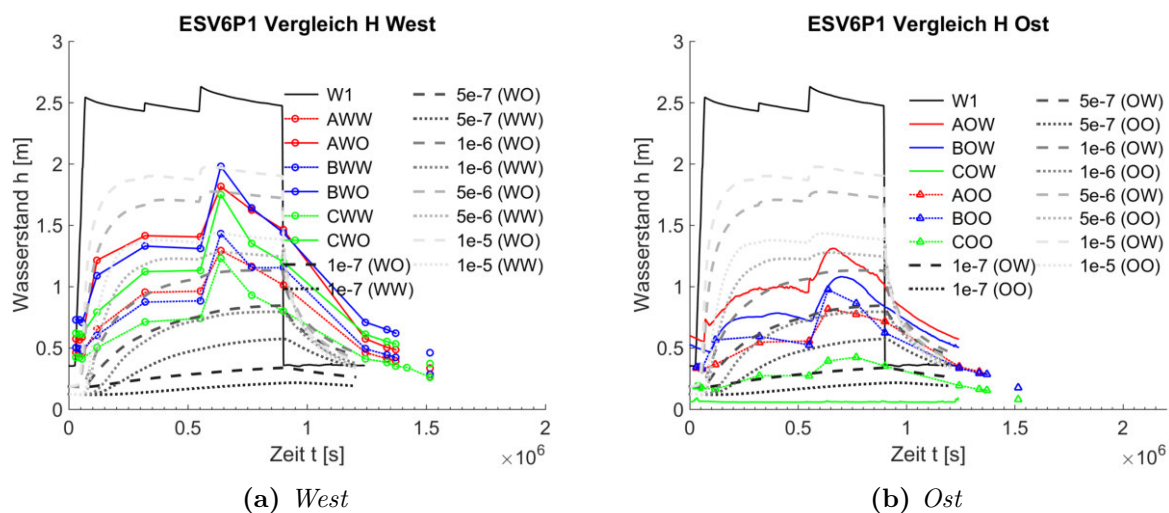 ESV6P1 Vergleich H West
3
2.5
2
1.5
1
0.5
0
Wasserstand h [m]
W1
AWW
AWO
BWW
BWO
CWW
CWO
1e-7 (WO)
1e-7 (WW)
5e-7 (WO)
5e-7 (WW)
1e-6 (WO)
1e-6 (WW)
5e-6 (WO)
5e-6 (WW)
1e-5 (WO)
1e-5 (WW)
0 0.5 1 1.5 2
Zeit t [s]
×10^6
(a) West
ESV6P1 Vergleich H Ost
3
2.5
2
1.5
1
0.5
0
Wasserstand h [m]
W1
AOW
BOW
COW
AOO
BOO
COO
1e-7 (OW)
1e-7 (OO)
5e-7 (OW)
5e-7 (OO)
1e-6 (OW)
1e-6 (OO)
5e-6 (OW)
5e-6 (OO)
1e-5 (OW)
1e-5 (OO)
0 0.5 1 1.5 2
Zeit t [s]
×10^6
(b) Ost